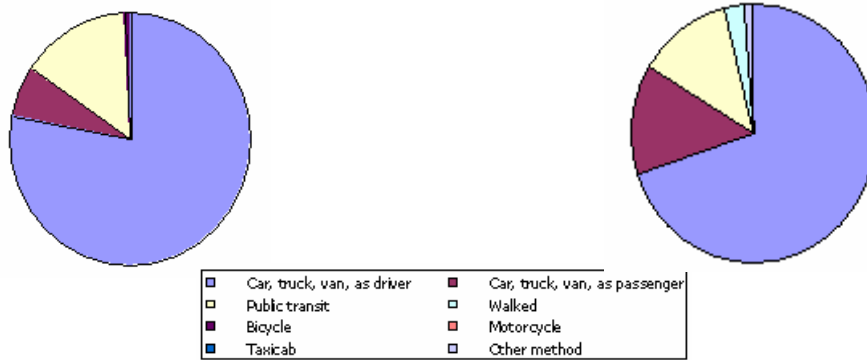 Car, truck, van, as driver Car, truck, van, as passenger
Public transit Walked
Bicycle Motorcycle
Taxicab Other method